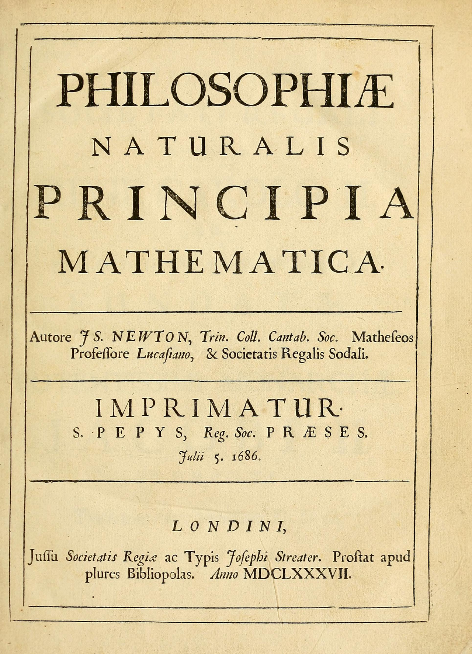 PHILOSOPHIÆ
NATURALIS
PRINCIPIA
MATHEMATICA.
Autore JS. NEWTON, Trin. Coll. Cantab. Soc. Matheſeos
Profeſſore Lucaſiano, & Societatis Regalis Sodali.
IMPRIMATUR.
S. PEPYS, Reg. Soc. PRÆSES.
Julii 5. 1686.
LONDINI,
Juſſu Societatis Regiæ ac Typis Joſephi Streater. Proſtat apud
plures Bibliopolas. Anno MDCLXXXVII.